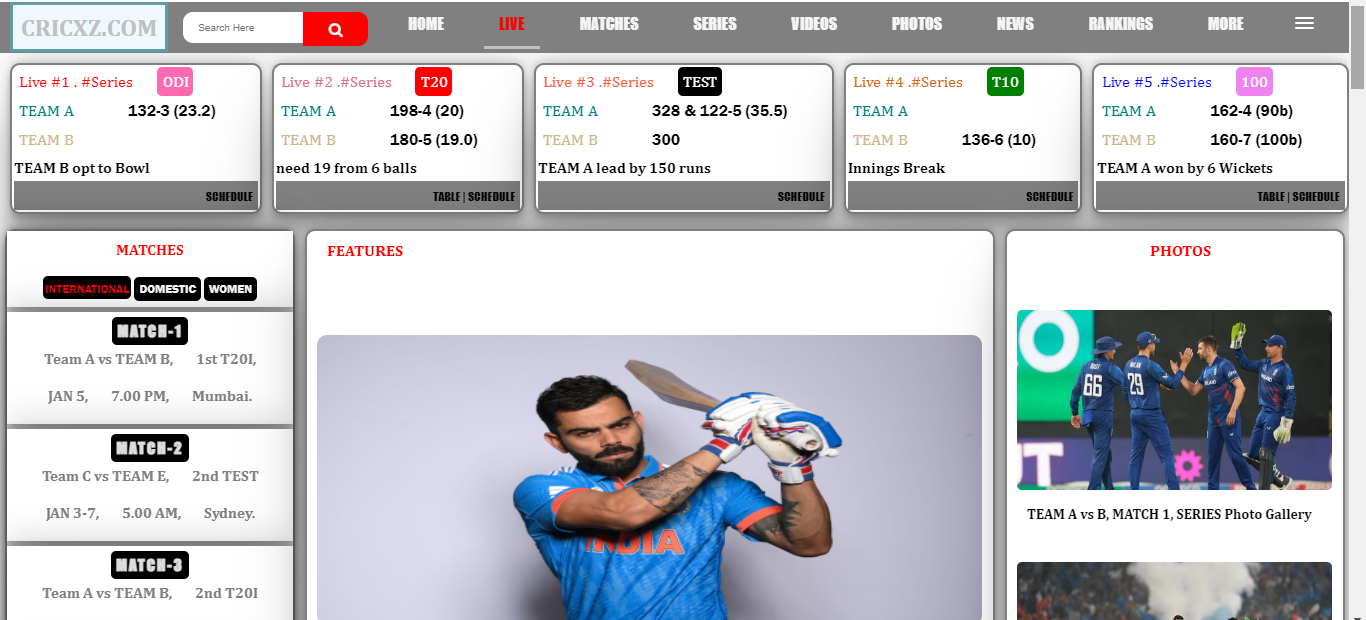 CRICXZ.COM
Search Here
HOME LIVE MATCHES SERIES VIDEOS PHOTOS NEWS RANKINGS MORE
Live #1 . #Series ODI
TEAM A 132-3 (23.2)
TEAM B
TEAM B opt to Bowl
SCHEDULE
Live #2 .#Series T20
TEAM A 198-4 (20)
TEAM B 180-5 (19.0)
need 19 from 6 balls
TABLE | SCHEDULE
Live #3 .#Series TEST
TEAM A 328 & 122-5 (35.5)
TEAM B 300
TEAM A lead by 150 runs
SCHEDULE
Live #4 .#Series T10
TEAM A
TEAM B 136-6 (10)
Innings Break
SCHEDULE
Live #5 .#Series 100
TEAM A 162-4 (90b)
TEAM B 160-7 (100b)
TEAM A won by 6 Wickets
TABLE | SCHEDULE
MATCHES
INTERNATIONAL DOMESTIC WOMEN
MATCH-1
Team A vs TEAM B, 1st T20I,
JAN 5, 7.00 PM, Mumbai.
MATCH-2
Team C vs TEAM E, 2nd TEST
JAN 3-7, 5.00 AM, Sydney.
MATCH-3
Team A vs TEAM B, 2nd T20I
FEATURES
INDIA
PHOTOS
66
29
TEAM A vs B, MATCH 1, SERIES Photo Gallery